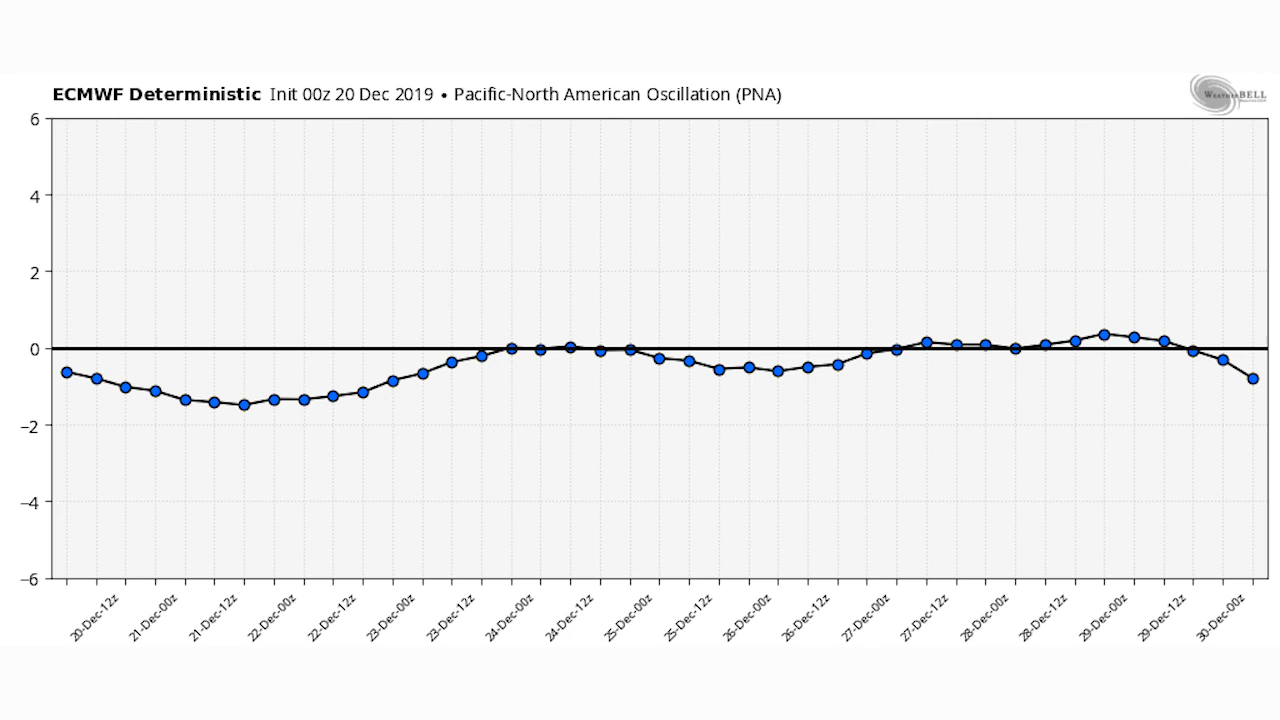 ECMWF Deterministic Init 00z 20 Dec 2019 • Pacific-North American Oscillation (PNA)
WEATHERBELL
6
4
2
0
−2
−4
−6
20-Dec-12z
21-Dec-00z
21-Dec-12z
22-Dec-00z
22-Dec-12z
23-Dec-00z
23-Dec-12z
24-Dec-00z
24-Dec-12z
25-Dec-00z
25-Dec-12z
26-Dec-00z
26-Dec-12z
27-Dec-00z
27-Dec-12z
28-Dec-00z
28-Dec-12z
29-Dec-00z
29-Dec-12z
30-Dec-00z